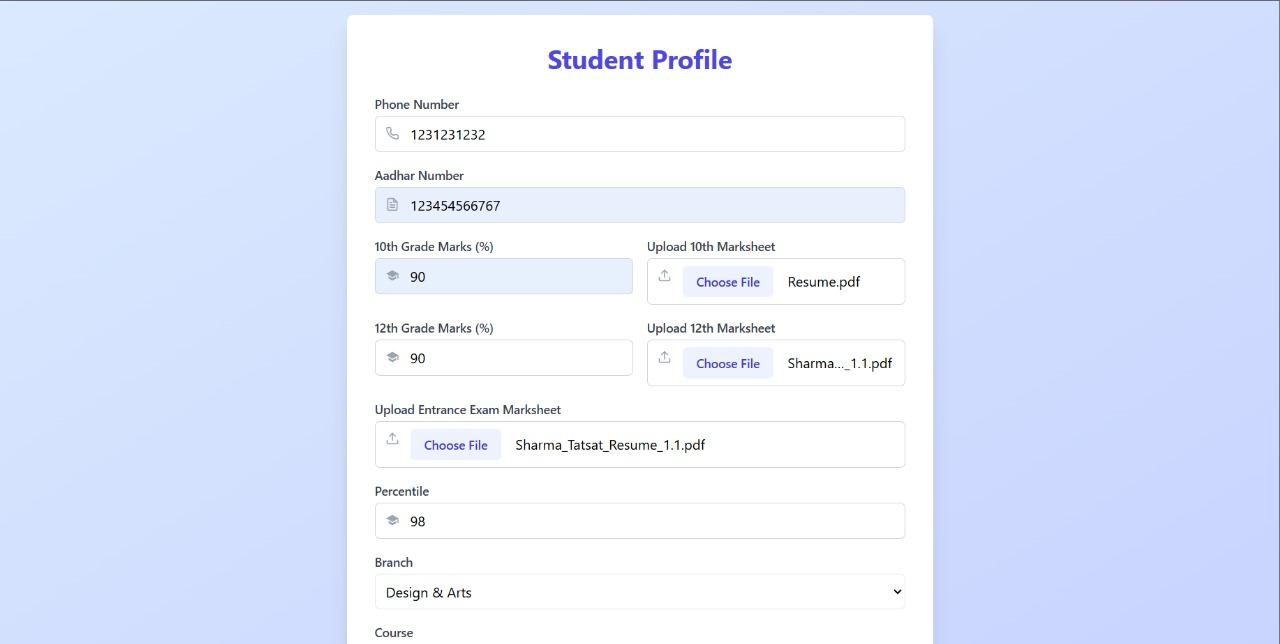 Student Profile
Phone Number
1231231232
Aadhar Number
123454566767
10th Grade Marks (%)
90
Upload 10th Marksheet
Choose File Resume.pdf
12th Grade Marks (%)
90
Upload 12th Marksheet
Choose File Sharma..._1.1.pdf
Upload Entrance Exam Marksheet
Choose File Sharma_Tatsat_Resume_1.1.pdf
Percentile
98
Branch
Design & Arts
Course